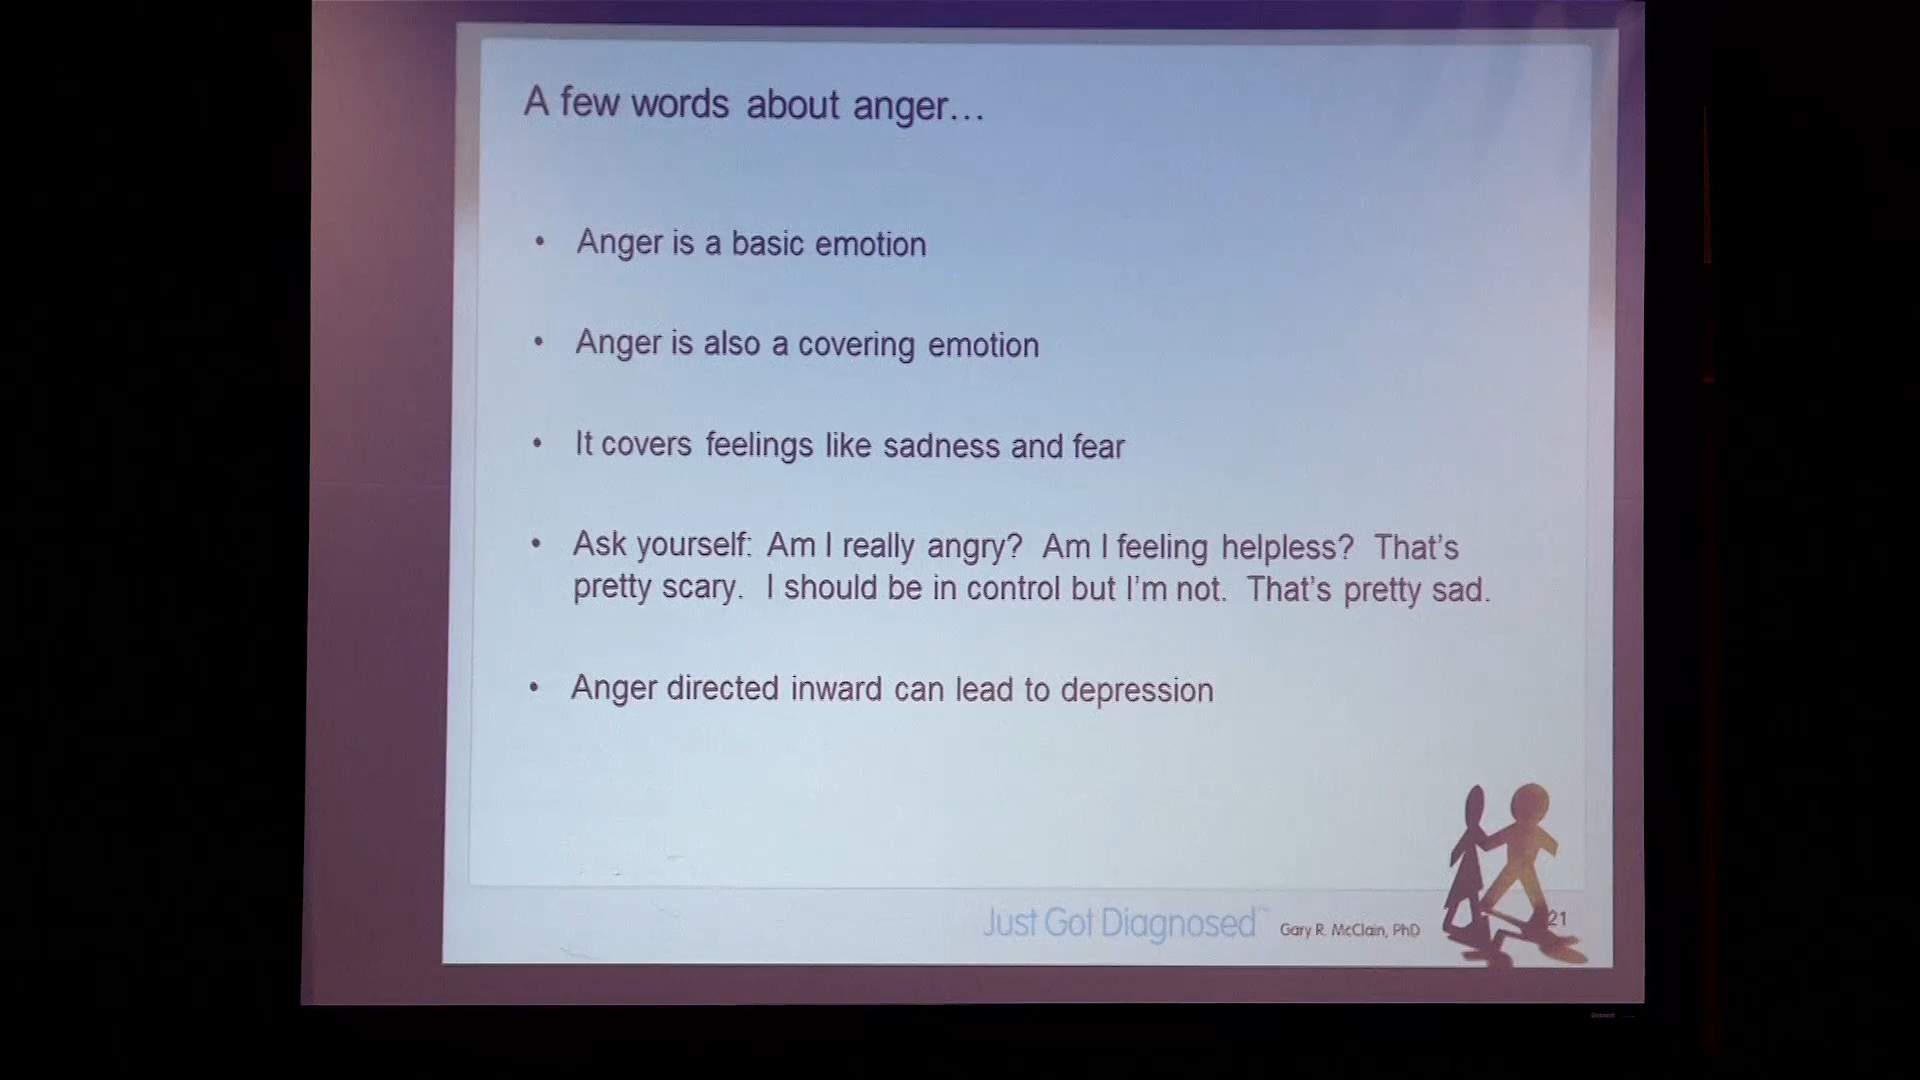 A few words about anger...
• Anger is a basic emotion
• Anger is also a covering emotion
• It covers feelings like sadness and fear
• Ask yourself: Am I really angry? Am I feeling helpless? That's
pretty scary. I should be in control but I'm not. That's pretty sad.
• Anger directed inward can lead to depression
Just Got Diagnosed™ Gary R. McClain, PhD
21